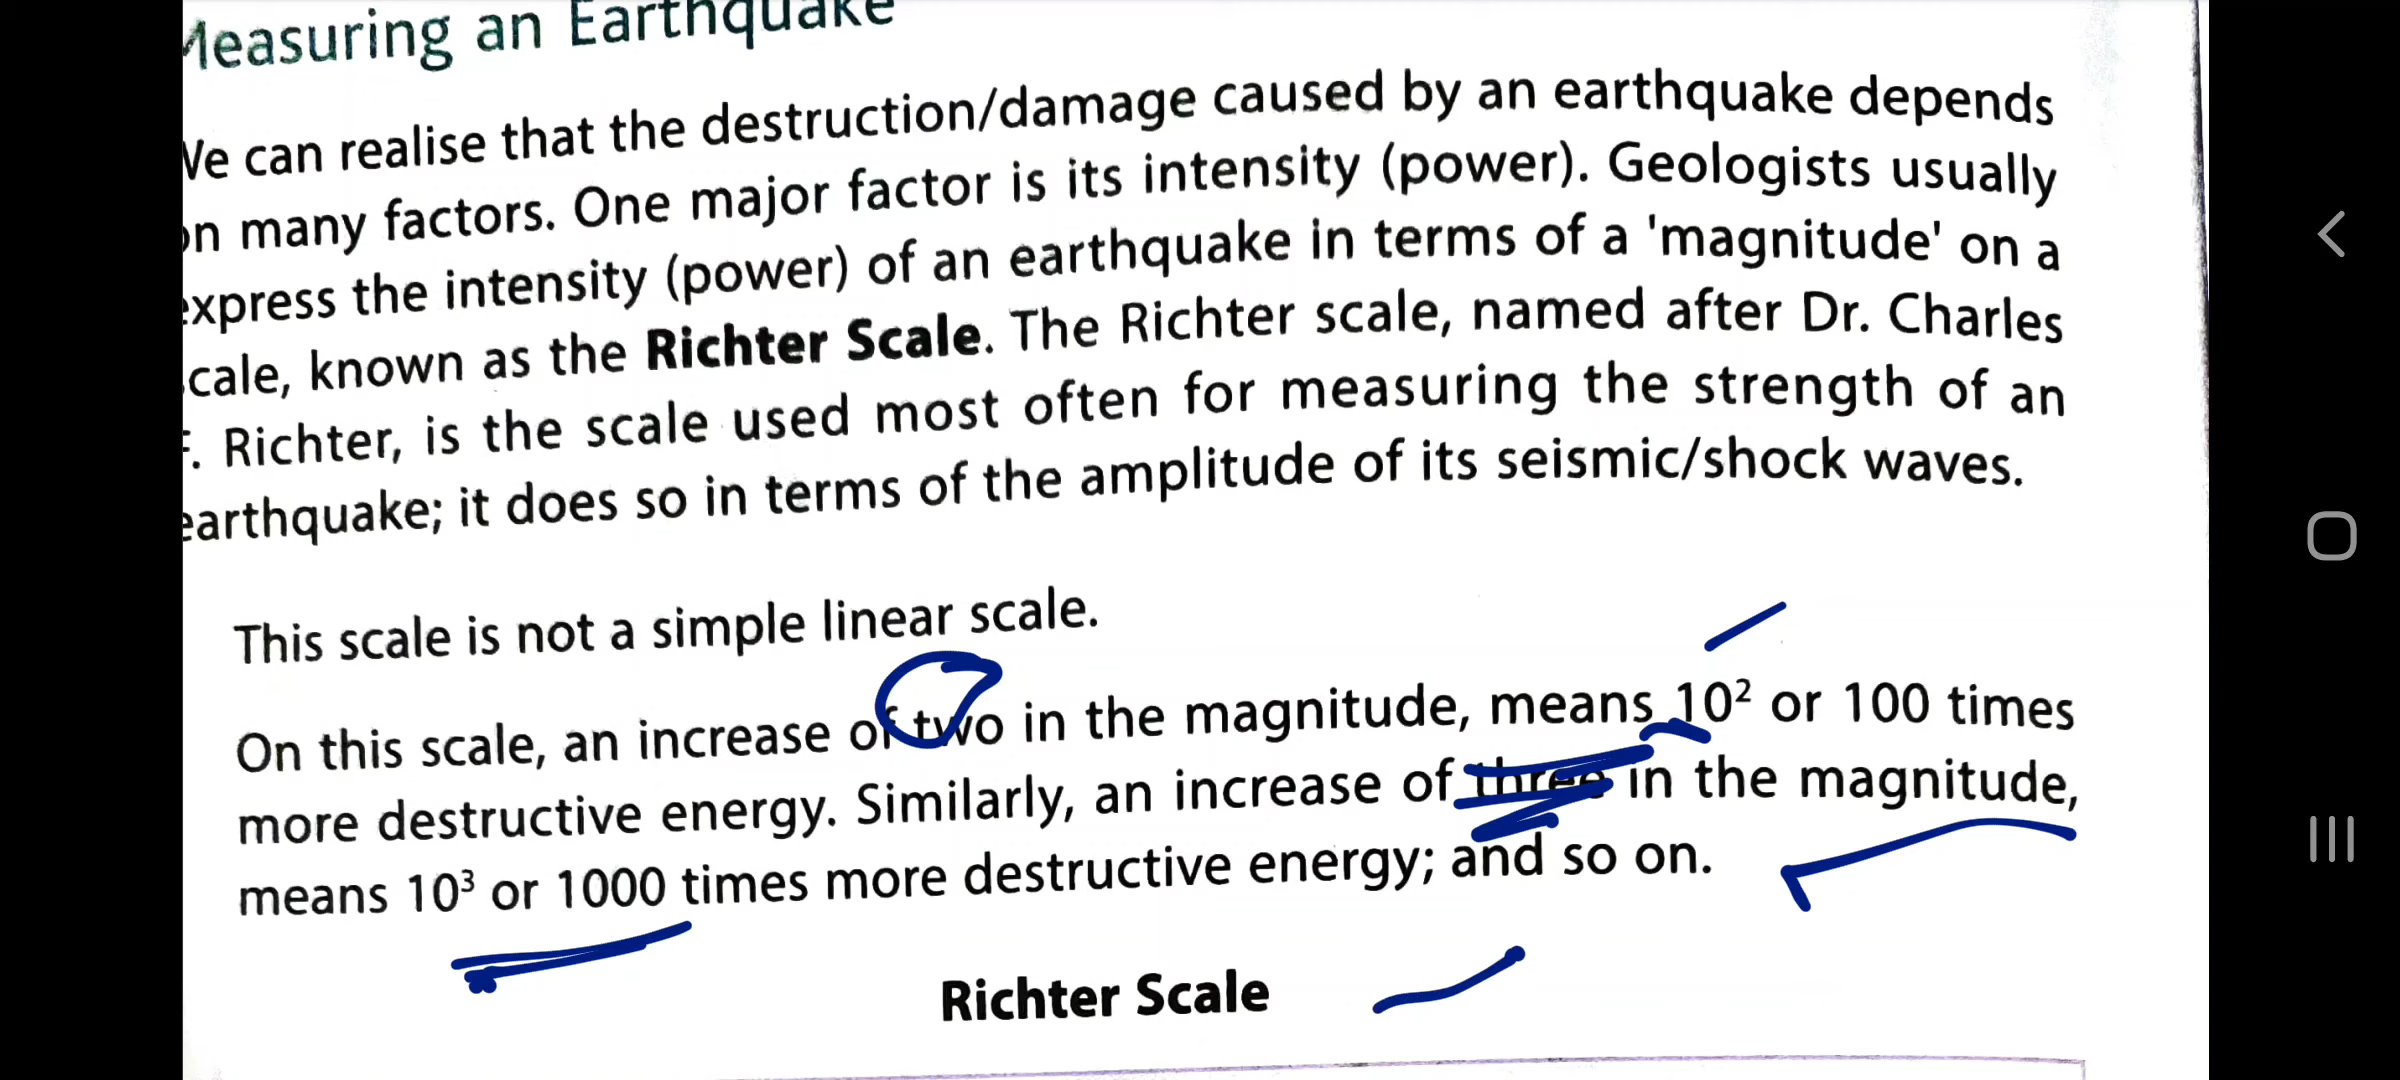 Measuring an Earthquake
We can realise that the destruction/damage caused by an earthquake depends
on many factors. One major factor is its intensity (power). Geologists usually
express the intensity (power) of an earthquake in terms of a 'magnitude' on a
scale, known as the Richter Scale. The Richter scale, named after Dr. Charles
F. Richter, is the scale used most often for measuring the strength of an
earthquake; it does so in terms of the amplitude of its seismic/shock waves.
This scale is not a simple linear scale.
On this scale, an increase of two in the magnitude, means 10² or 100 times
more destructive energy. Similarly, an increase of three in the magnitude,
means 10³ or 1000 times more destructive energy; and so on.
Richter Scale